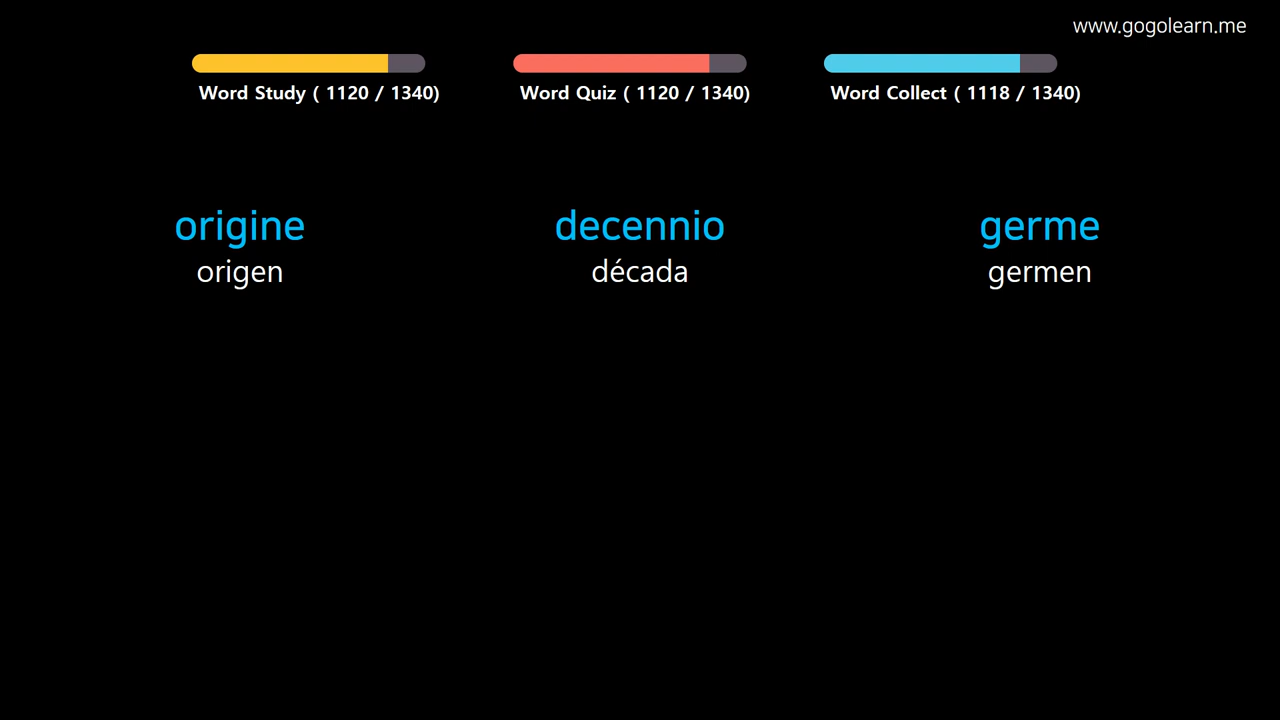 www.gogolearn.me
Word Study ( 1120 / 1340)
Word Quiz ( 1120 / 1340)
Word Collect ( 1118 / 1340)
origine
origen
decennio
década
germe
germen